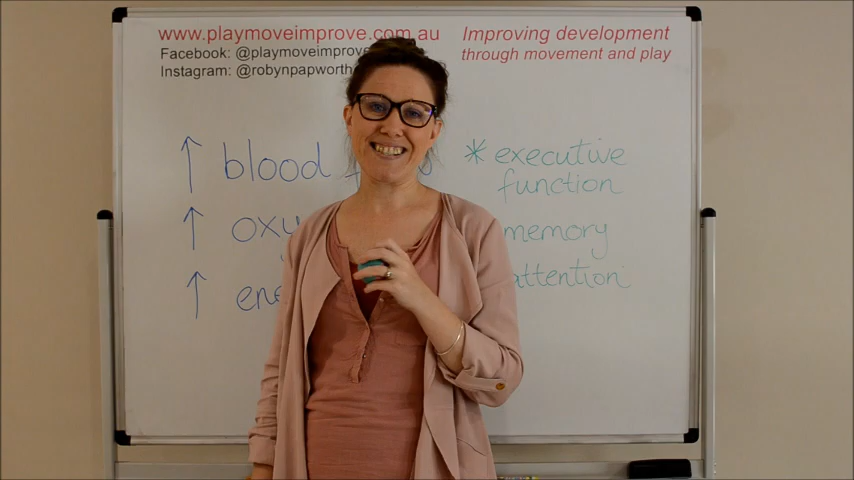 www.playmoveimprove.com.au
Improving development
Facebook: @playmoveimprove
through movement and play
Instagram: @robynpapworth
↑ blood
* executive
function
↑
memory
↑
attention